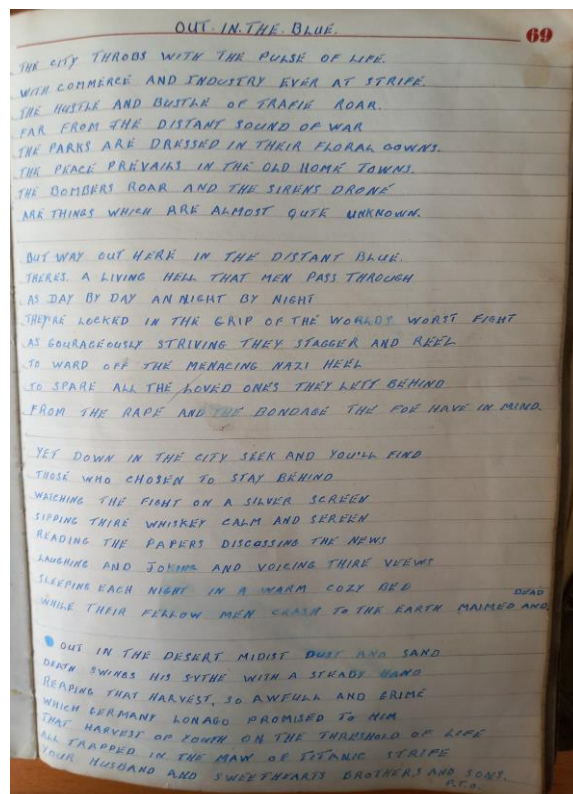 OUT. IN. THE. BLUE.
69
THE CITY THROBS WITH THE PULSE OF LIFE.
WITH COMMERCE AND INDUSTRY EVER AT STRIFE.
THE HUSTLE AND BUSTLE OF TRAFIE ROAR.
FAR FROM THE DISTANT SOUND OF WAR
THE PARKS ARE DRESSED IN THEIR FLORAL GOWNS.
THE PEACE PREVAILS IN THE OLD HOME TOWNS.
THE BOMBERS ROAR AND THE SIRENS DRONE
ARE THINGS WHICH ARE ALMOST QUTE UNKNOWN.
BUT WAY OUT HERE IN THE DISTANT BLUE.
THERES. A LIVING HELL THAT MEN PASS THROUGH
AS DAY BY DAY AN NIGHT BY NIGHT
THEY'RE LOCKED IN THE GRIP OF THE WORLDS WORST FIGHT
AS GOURAGEOUSLY STRIVING THEY STAGGER AND REEL
TO WARD OFF THE MENACING NAZI HEEL
TO SPARE ALL THE LOVED ONE'S THEY LEFT BEHIND
FROM THE RAPE AND THE BONDAGE THE FOE HAVE IN MIND.
YET DOWN IN THE CITY SEEK AND YOU'LL FIND
THOSE WHO CHOSEN TO STAY BEHIND
WATCHING THE FIGHT ON A SILVER SCREEN
SIPPING THIRE WHISKEY CALM AND SEREEN
READING THE PAPERS DISCSSING THE NEWS
LAUGHING AND JOKING AND VOICING THIRE VEEWS
SLEEPING EACH NIGHT IN A WARM COZY BED
WHILE THEIR FELLOW MEN CRASH TO THE EARTH MAIMED AND DEAD
OUT IN THE DESERT MIDIST DUST AND SAND
DEATH SWINGS HIS SYTHE WITH A STEADY HAND
REAPING THAT HARVEST, SO AWFULL AND GRIME
WHICH GERMANY LONAGO PROMISED TO HIM
THAT HARVEST OF YOUTH ON THE THRESHOLD OF LIFE
ALL TRAPPED IN THE MAW OF TITANIC STRIFE
YOUR HUSBAND AND SWEETHEARTS BROTHERS AND SONS.
P.T.O.